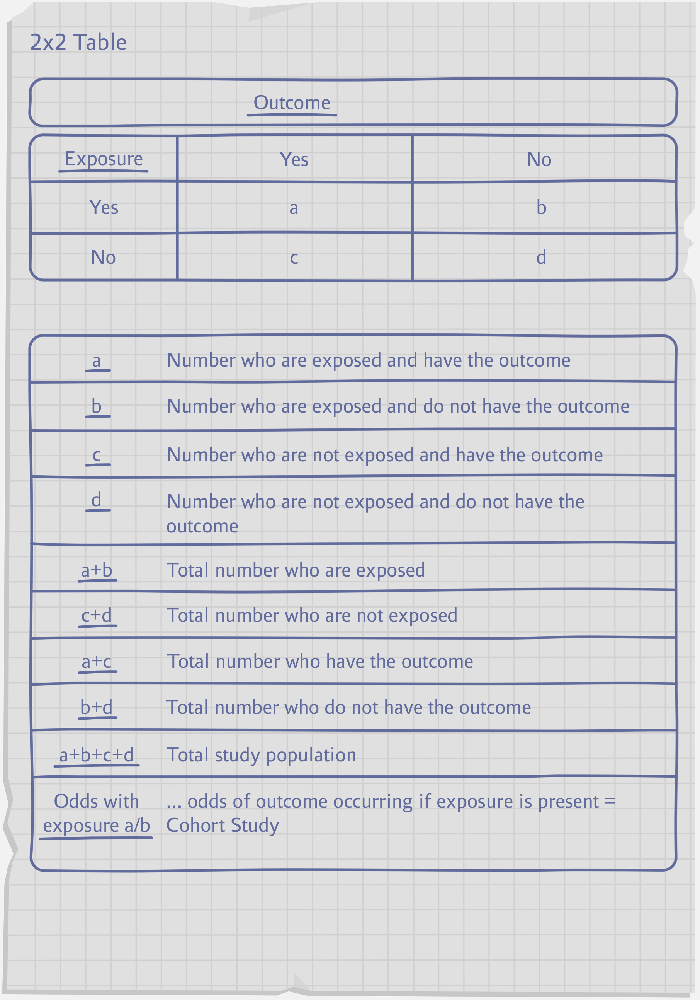 2x2 Table
Outcome
Exposure Yes No
Yes a b
No c d
a Number who are exposed and have the outcome
b Number who are exposed and do not have the outcome
c Number who are not exposed and have the outcome
d Number who are not exposed and do not have the
outcome
a+b Total number who are exposed
c+d Total number who are not exposed
a+c Total number who have the outcome
b+d Total number who do not have the outcome
a+b+c+d Total study population
Odds with ... odds of outcome occurring if exposure is present =
exposure a/b Cohort Study